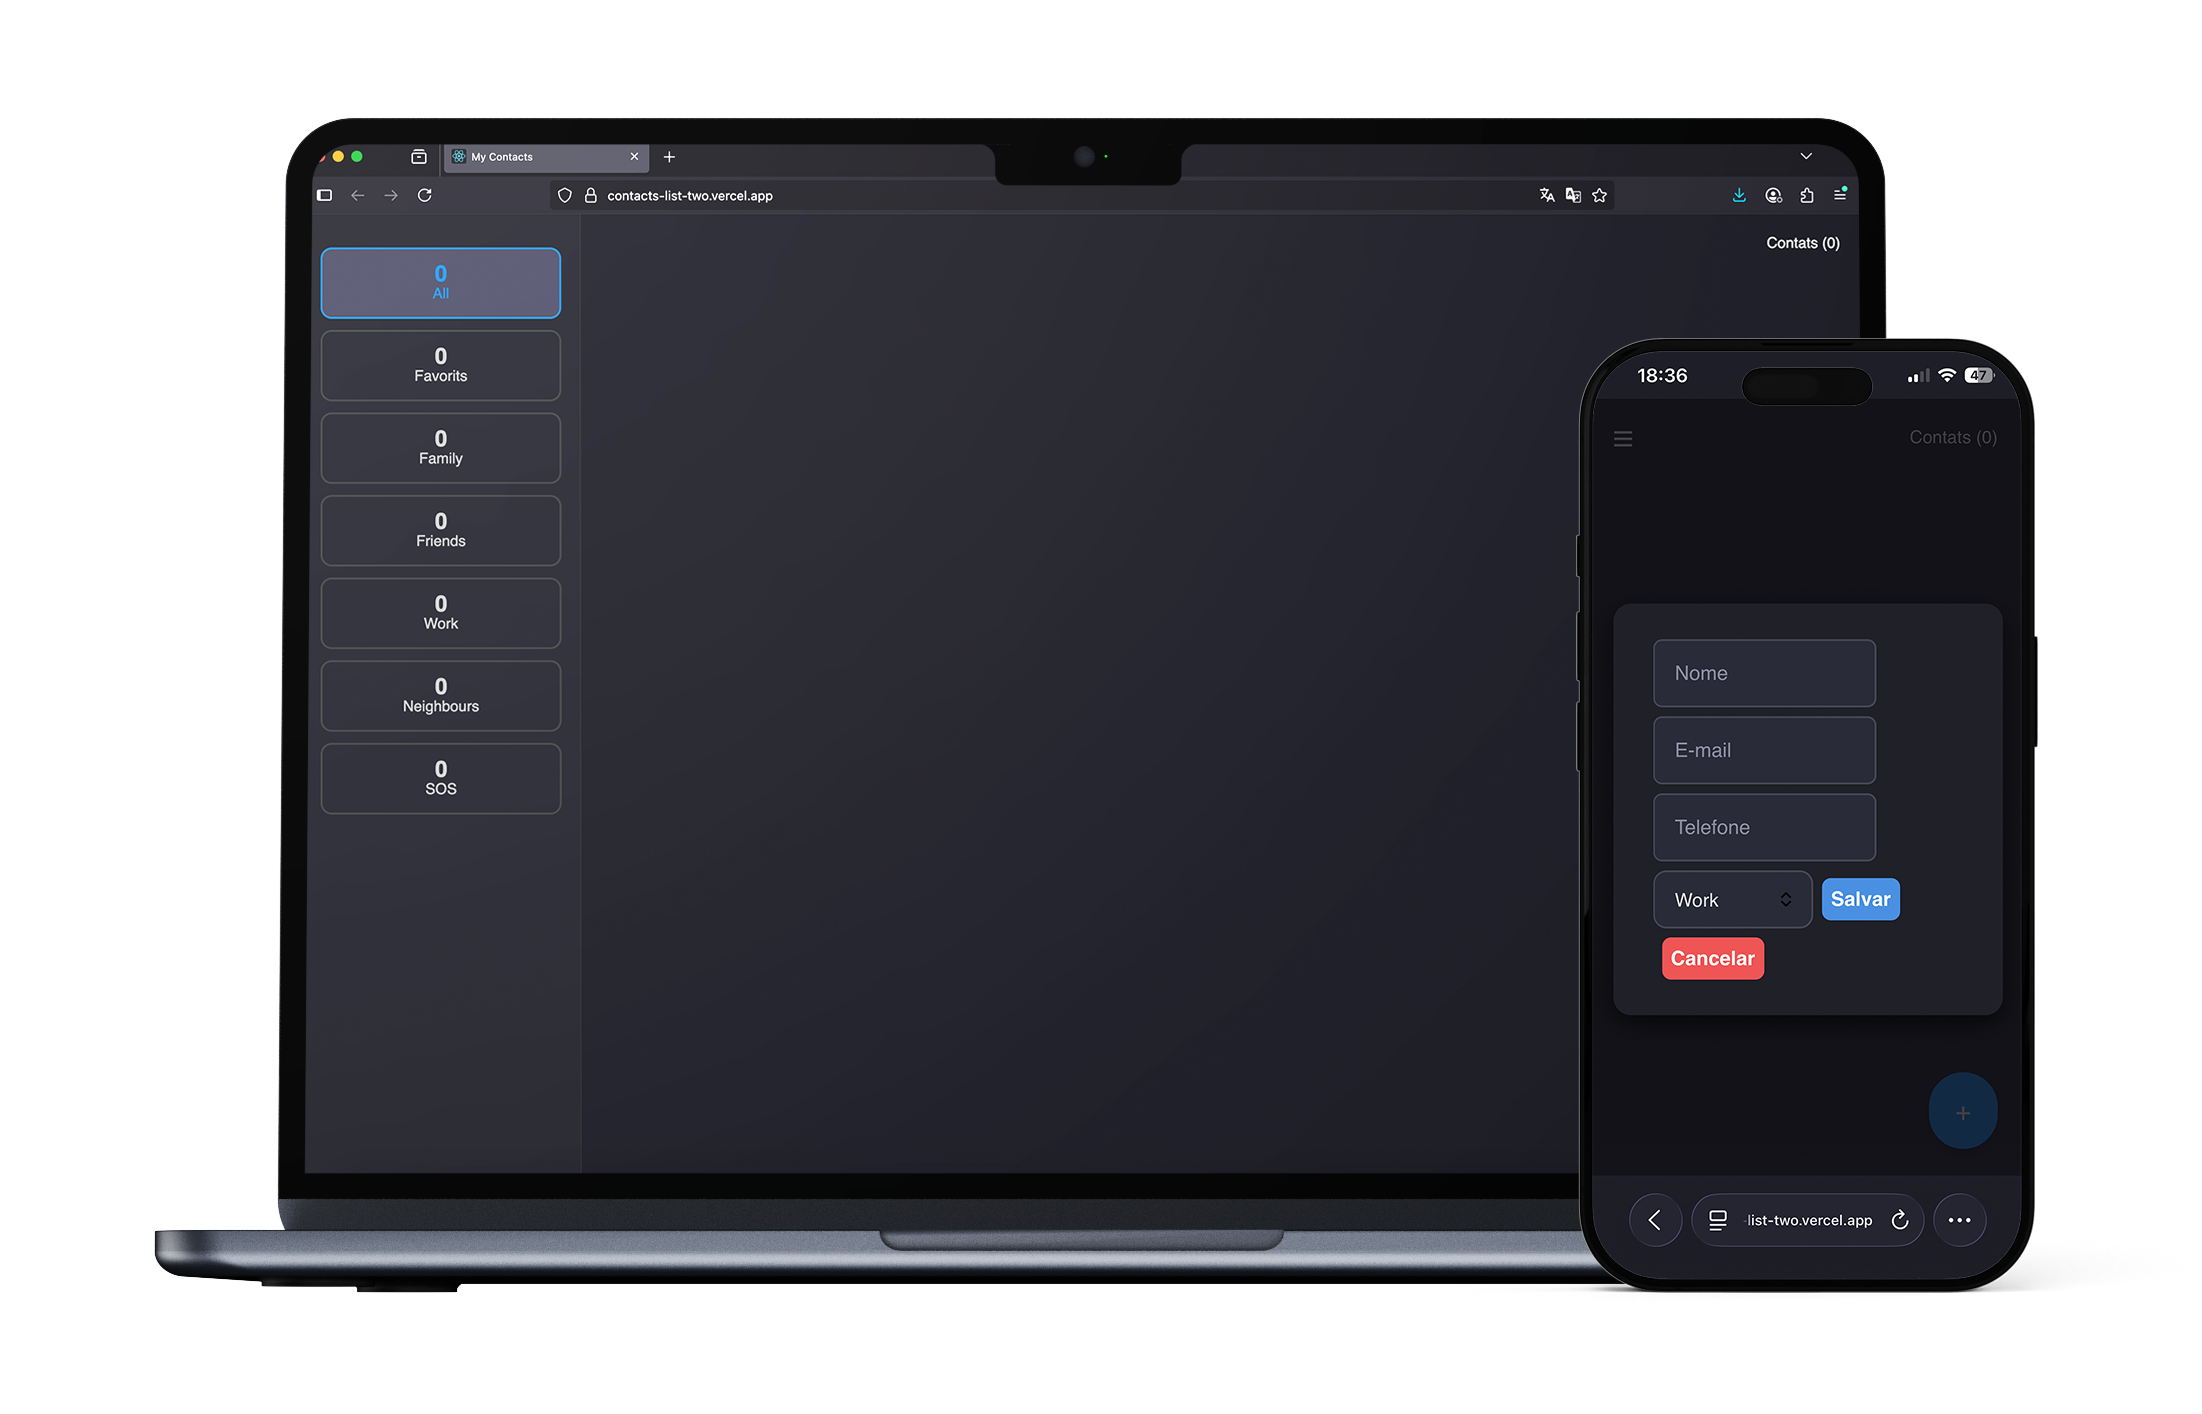 My Contacts
contacts-list-two.vercel.app
Contats (0)
0
All
0
Favorits
0
Family
0
Friends
0
Work
0
Neighbours
0
SOS
18:36
47
Contats (0)
Nome
E-mail
Telefone
Work
Salvar
Cancelar
+
-list-two.vercel.app